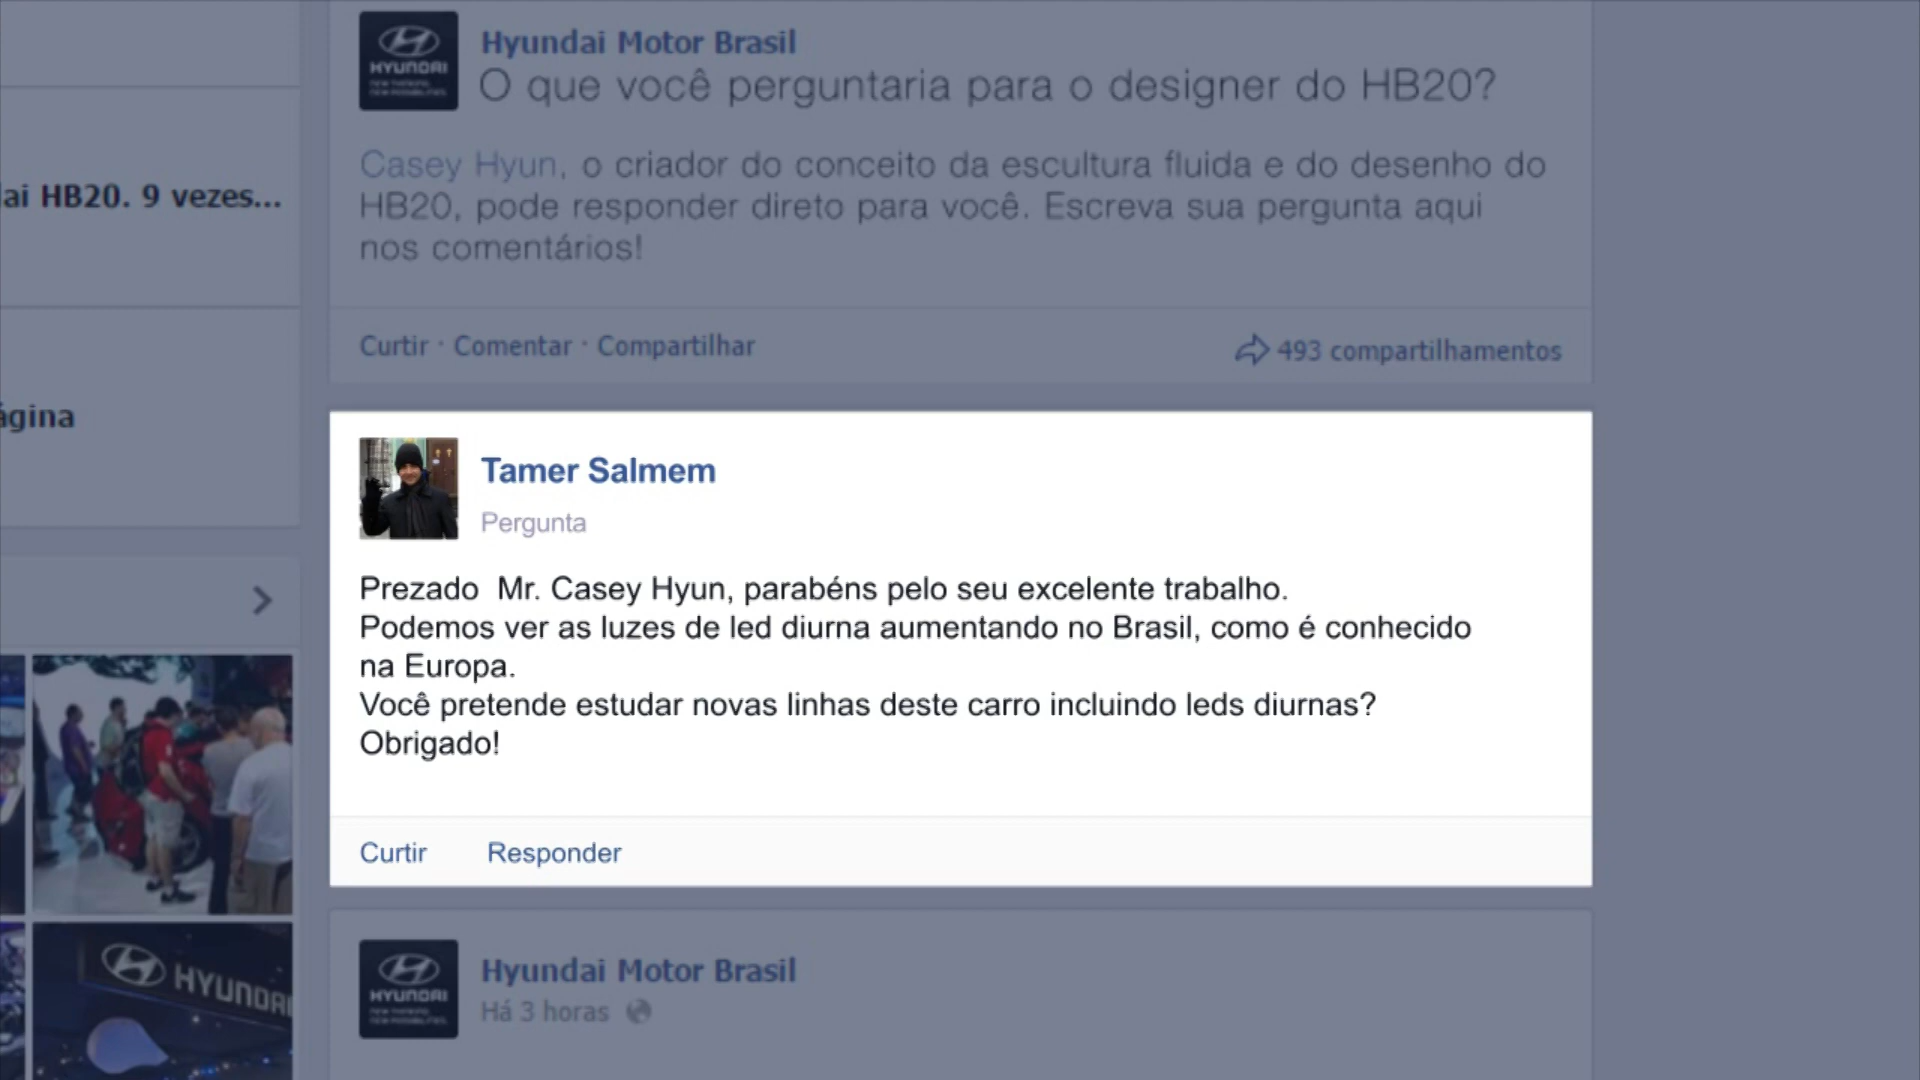 Hyundai Motor Brasil
HYUNDAI
O que você perguntaria para o designer do HB20?
Casey Hyun, o criador do conceito da escultura fluida e do desenho do
HB20, pode responder direto para você. Escreva sua pergunta aqui
nos comentários!
ai HB20. 9 vezes...
Curtir · Comentar · Compartilhar
493 compartilhamentos
ágina
Tamer Salmem
Pergunta
Prezado Mr. Casey Hyun, parabéns pelo seu excelente trabalho.
Podemos ver as luzes de led diurna aumentando no Brasil, como é conhecido
na Europa.
Você pretende estudar novas linhas deste carro incluindo leds diurnas?
Obrigado!
Curtir Responder
Hyundai Motor Brasil
HYUNDAI
Há 3 horas
HYUNDAI